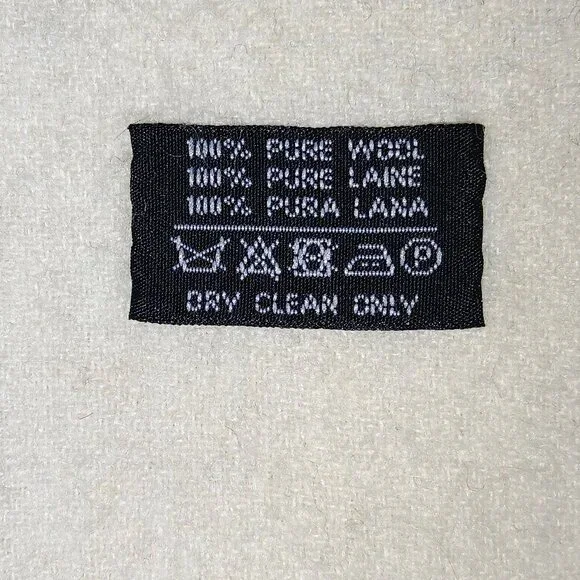 100% PURE WOOL
100% PURE LAINE
100% PURA LANA
P
DRY CLEAN ONLY